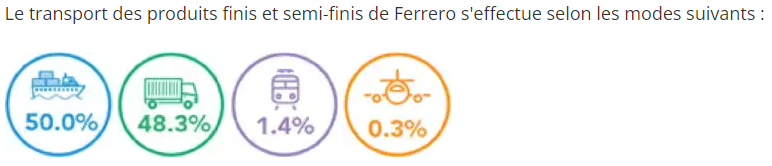 Le transport des produits finis et semi-finis de Ferrero s'effectue selon les modes suivants :
50.0% 48.3% 1.4% 0.3%